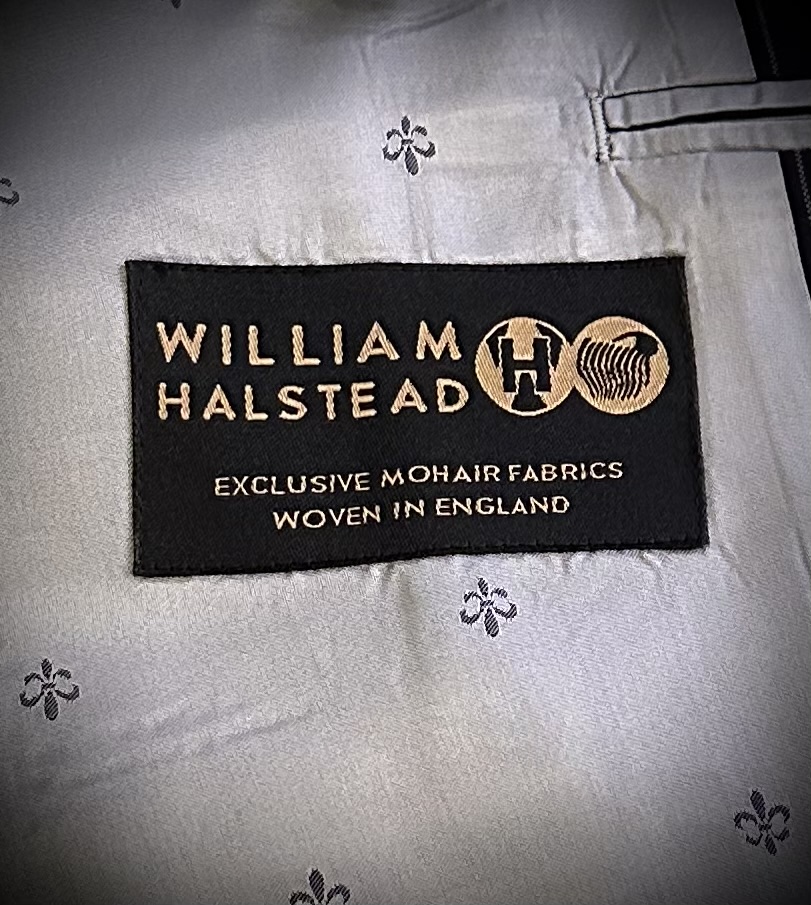 WILLIAM
HALSTEAD
H
EXCLUSIVE MOHAIR FABRICS
WOVEN IN ENGLAND